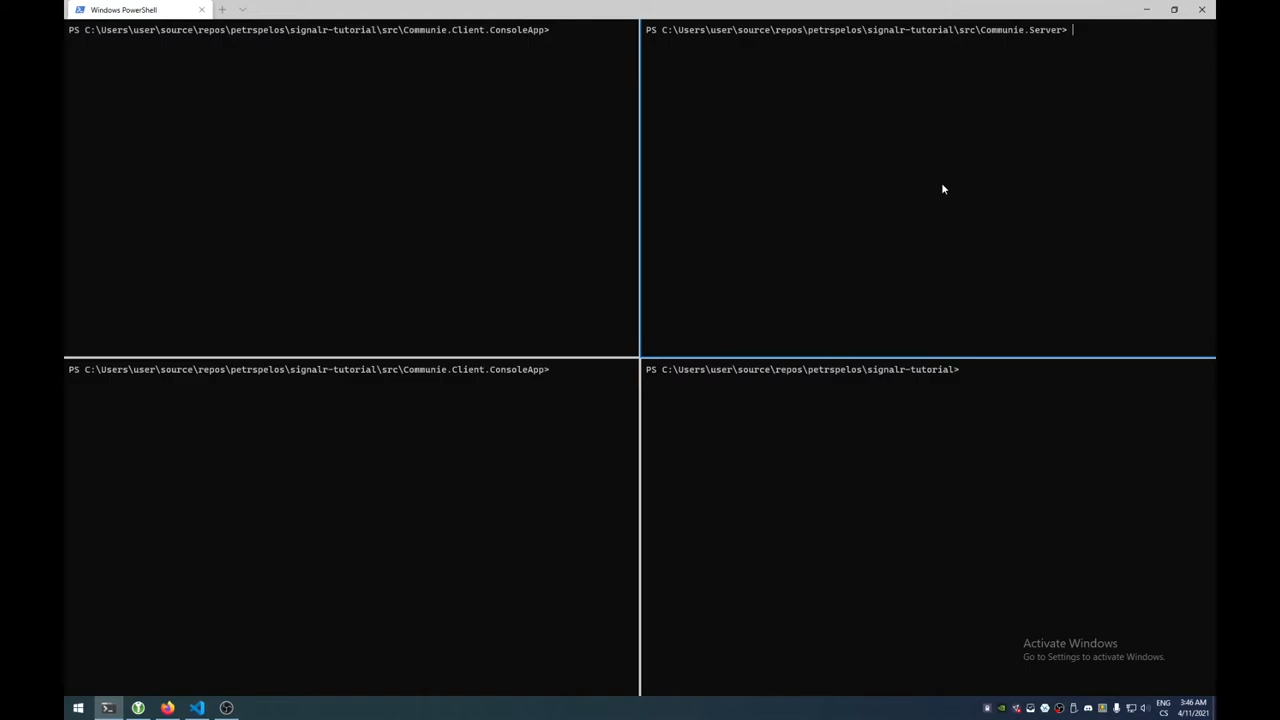 Windows PowerShell
PS C:\Users\user\source\repos\petrspelos\signalr-tutorial\src\Communie.Client.ConsoleApp>
PS C:\Users\user\source\repos\petrspelos\signalr-tutorial\src\Communie.Server>
PS C:\Users\user\source\repos\petrspelos\signalr-tutorial\src\Communie.Client.ConsoleApp>
PS C:\Users\user\source\repos\petrspelos\signalr-tutorial>
Activate Windows
Go to Settings to activate Windows.
ENG
CS
3:46 AM
4/11/2021